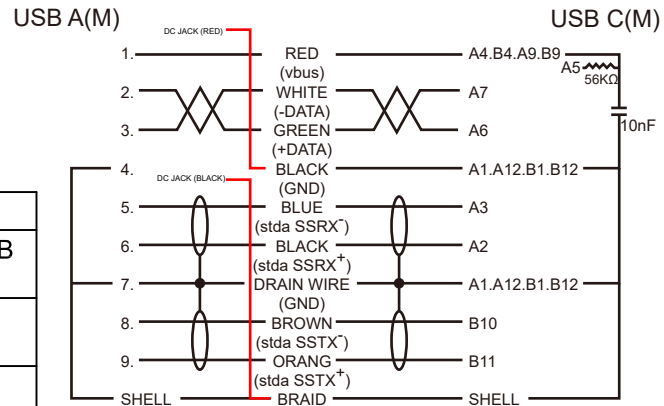 USB A(M) USB C(M)
DC JACK (RED)
1. RED A4.B4.A9.B9
(vbus) A5 56KΩ
2. WHITE A7
(-DATA)
3. GREEN A6 10nF
(+DATA)
4. BLACK A1.A12.B1.B12
DC JACK (BLACK) (GND)
5. BLUE A3
(stda SSRX-)
B 6. BLACK A2
(stda SSRX+)
7. DRAIN WIRE A1.A12.B1.B12
(GND)
8. BROWN B10
(stda SSTX-)
9. ORANG B11
(stda SSTX+)
SHELL BRAID SHELL